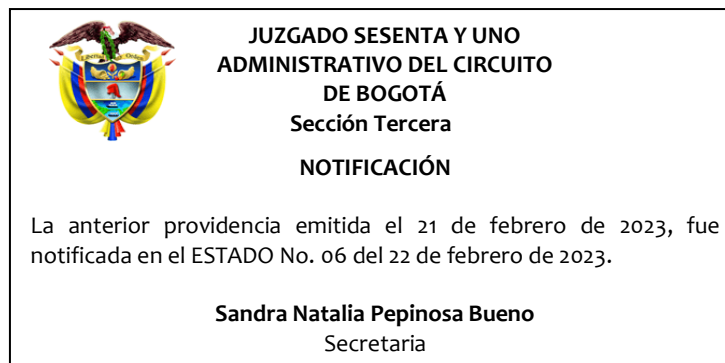 JUZGADO SESENTA Y UNO
ADMINISTRATIVO DEL CIRCUITO
DE BOGOTÁ
Sección Tercera
NOTIFICACIÓN
La anterior providencia emitida el 21 de febrero de 2023, fue
notificada en el ESTADO No. 06 del 22 de febrero de 2023.
Sandra Natalia Pepinosa Bueno
Secretaria